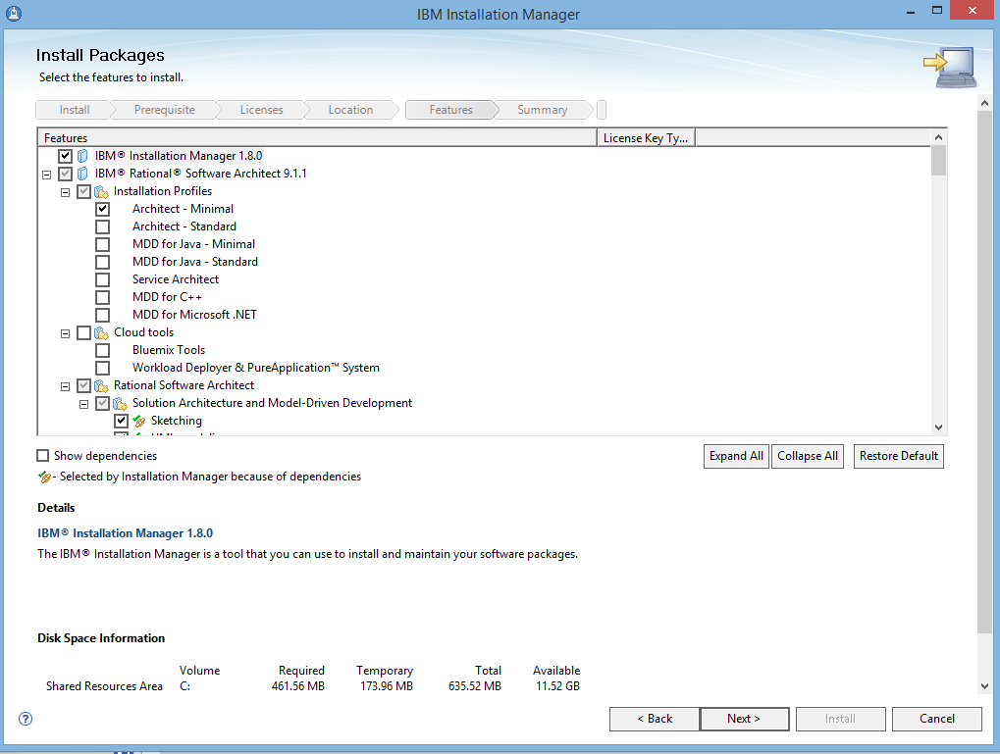 IBM Installation Manager
Install Packages
Select the features to install.
Install Prerequisite Licenses Location Features Summary
Features License Key Ty...
IBM® Installation Manager 1.8.0
IBM® Rational® Software Architect 9.1.1
Installation Profiles
Architect - Minimal
Architect - Standard
MDD for Java - Minimal
MDD for Java - Standard
Service Architect
MDD for C++
MDD for Microsoft .NET
Cloud tools
Bluemix Tools
Workload Deployer & PureApplication™ System
Rational Software Architect
Solution Architecture and Model-Driven Development
Sketching
Show dependencies Expand All Collapse All Restore Default
- Selected by Installation Manager because of dependencies
Details
IBM® Installation Manager 1.8.0
The IBM® Installation Manager is a tool that you can use to install and maintain your software packages.
Disk Space Information
Volume Required Temporary Total Available
Shared Resources Area C: 461.56 MB 173.96 MB 635.52 MB 11.52 GB
? < Back Next > Install Cancel